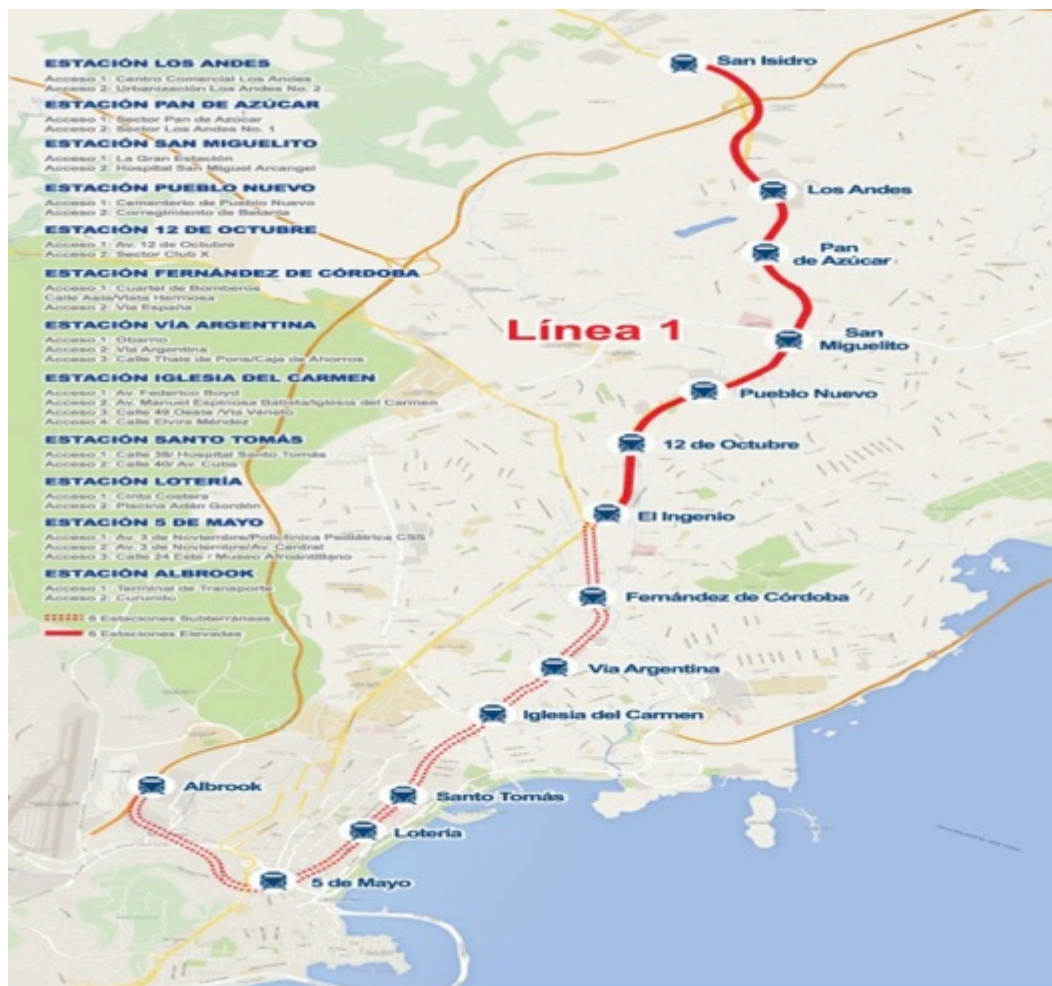 ESTACIÓN LOS ANDES
Acceso 1: Centro Comercial Los Andes
Acceso 2: Urbanización Los Andes No. 2
ESTACIÓN PAN DE AZÚCAR
Acceso 1: Sector Pan de Azúcar
Acceso 2: Sector Los Andes No. 1
ESTACIÓN SAN MIGUELITO
Acceso 1: La Gran Estación
Acceso 2: Hospital San Miguel Arcangel
ESTACIÓN PUEBLO NUEVO
Acceso 1: Cementerio de Pueblo Nuevo
Acceso 2: Corregimiento de Betania
ESTACIÓN 12 DE OCTUBRE
Acceso 1: Av. 12 de Octubre
Acceso 2: Sector Club X
ESTACIÓN FERNÁNDEZ DE CÓRDOBA
Acceso 1: Cuartel de Bomberos
Calle Asia/Vista Hermosa
Acceso 2: Vía España
ESTACIÓN VÍA ARGENTINA
Acceso 1: Obarrio
Acceso 2: Vía Argentina
Acceso 3: Calle Thais de Pons/Caja de Ahorros
ESTACIÓN IGLESIA DEL CARMEN
Acceso 1: Av. Federico Boyd
Acceso 2: Av. Manuel Espinosa Batista/Iglesia del Carmen
Acceso 3: Calle 49 Oeste /Vía Veneto
Acceso 4: Calle Elvira Méndez
ESTACIÓN SANTO TOMÁS
Acceso 1: Calle 38/ Hospital Santo Tomás
Acceso 2: Calle 40/ Av. Cuba
ESTACIÓN LOTERÍA
Acceso 1: Cinta Costera
Acceso 2: Piscina Adán Gordón
ESTACIÓN 5 DE MAYO
Acceso 1: Av. 3 de Noviembre/Policlínica Pediátrica CSS
Acceso 2: Av. 3 de Noviembre/Av. Central
Acceso 3: Calle 24 Este / Museo Afroantillano
ESTACIÓN ALBROOK
Acceso 1: Terminal de Transporte
Acceso 2: Curundú
8 Estaciones Subterráneas
6 Estaciones Elevadas
Línea 1
San Isidro
Los Andes
Pan
de Azúcar
San
Miguelito
Pueblo Nuevo
12 de Octubre
El Ingenio
Fernández de Córdoba
Vía Argentina
Iglesia del Carmen
Santo Tomás
Lotería
5 de Mayo
Albrook